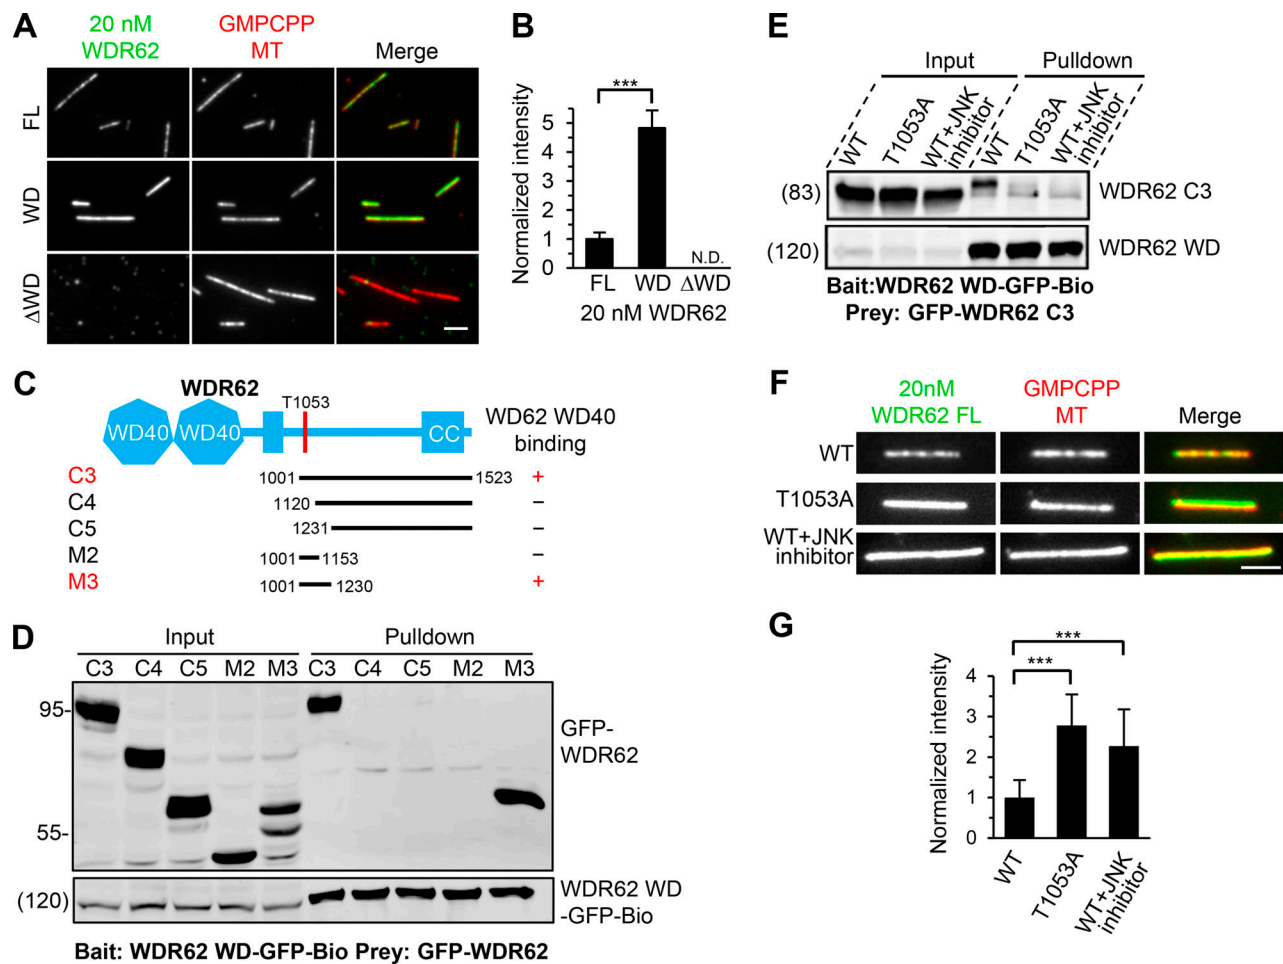 A
20 nM
WDR62
GMPCPP
MT
Merge
FL
WD
ΔWD
B
Normalized intensity
5
4
3
2
1
0
***
N.D.
FL WD ΔWD
20 nM WDR62
C
WDR62
T1053
WD40 WD40 CC
WD62 WD40
binding
C3 1001 1523 +
C4 1120 –
C5 1231 –
M2 1001 1153 –
M3 1001 1230 +
D
Input Pulldown
C3 C4 C5 M2 M3 C3 C4 C5 M2 M3
95-
55-
GFP-
WDR62
(120)
WDR62 WD
-GFP-Bio
Bait: WDR62 WD-GFP-Bio Prey: GFP-WDR62
E
Input Pulldown
WT
T1053A
WT+JNK
inhibitor
WT
T1053A
WT+JNK
inhibitor
(83) WDR62 C3
(120) WDR62 WD
Bait:WDR62 WD-GFP-Bio
Prey: GFP-WDR62 C3
F
20nM
WDR62 FL
GMPCPP
MT
Merge
WT
T1053A
WT+JNK
inhibitor
G
Normalized intensity
4
3
2
1
0
***
***
WT
T1053A
WT+JNK
inhibitor